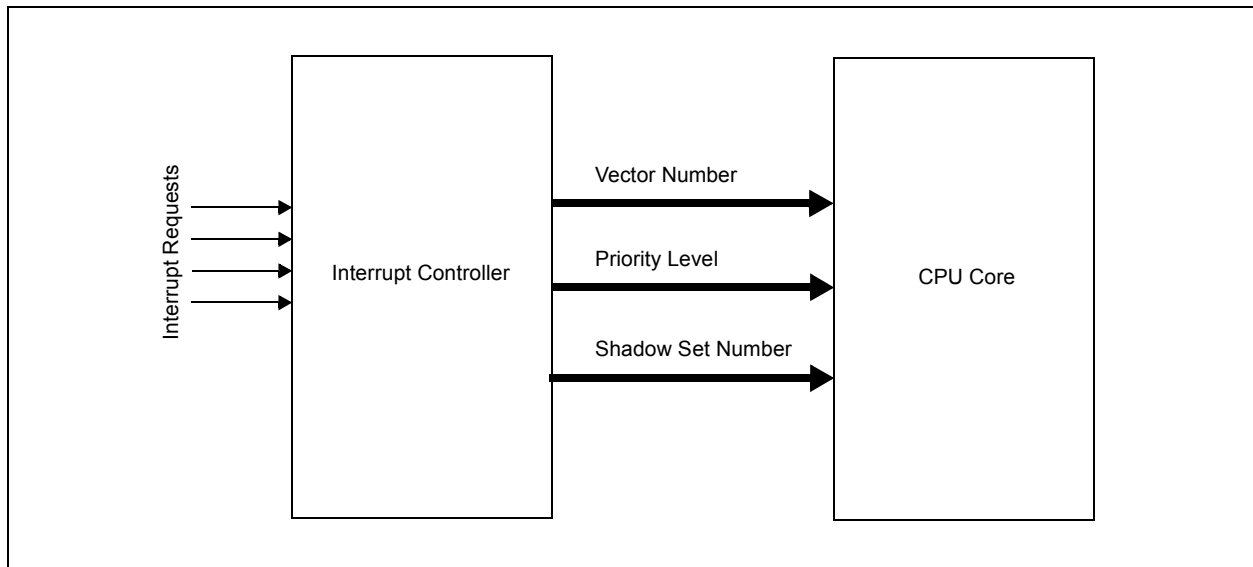 Interrupt Requests
Interrupt Controller
Vector Number
Priority Level
Shadow Set Number
CPU Core